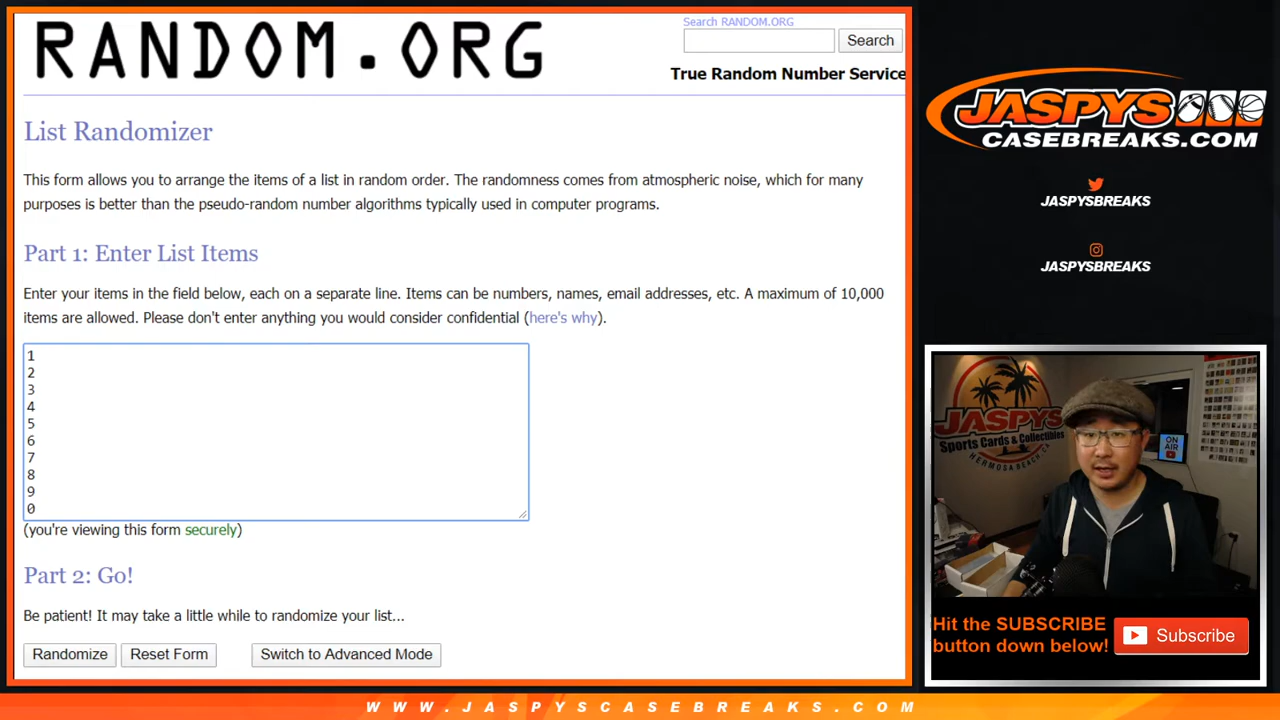 RANDOM.ORG
Search RANDOM.ORG
Search
True Random Number Service
List Randomizer
This form allows you to arrange the items of a list in random order. The randomness comes from atmospheric noise, which for many
purposes is better than the pseudo-random number algorithms typically used in computer programs.
Part 1: Enter List Items
Enter your items in the field below, each on a separate line. Items can be numbers, names, email addresses, etc. A maximum of 10,000
items are allowed. Please don't enter anything you would consider confidential (here's why).
1
2
3
4
5
6
7
8
9
0
(you're viewing this form securely)
Part 2: Go!
Be patient! It may take a little while to randomize your list...
Randomize
Reset Form
Switch to Advanced Mode
JASPYS
CASEBREAKS.COM
JASPYSBREAKS
JASPYSBREAKS
JASPYS
Sports Cards & Collectibles
HERMOSA BEACH, CA
ON
AIR
Hit the SUBSCRIBE
button down below!
Subscribe
WWW.JASPYSCASEBREAKS.COM